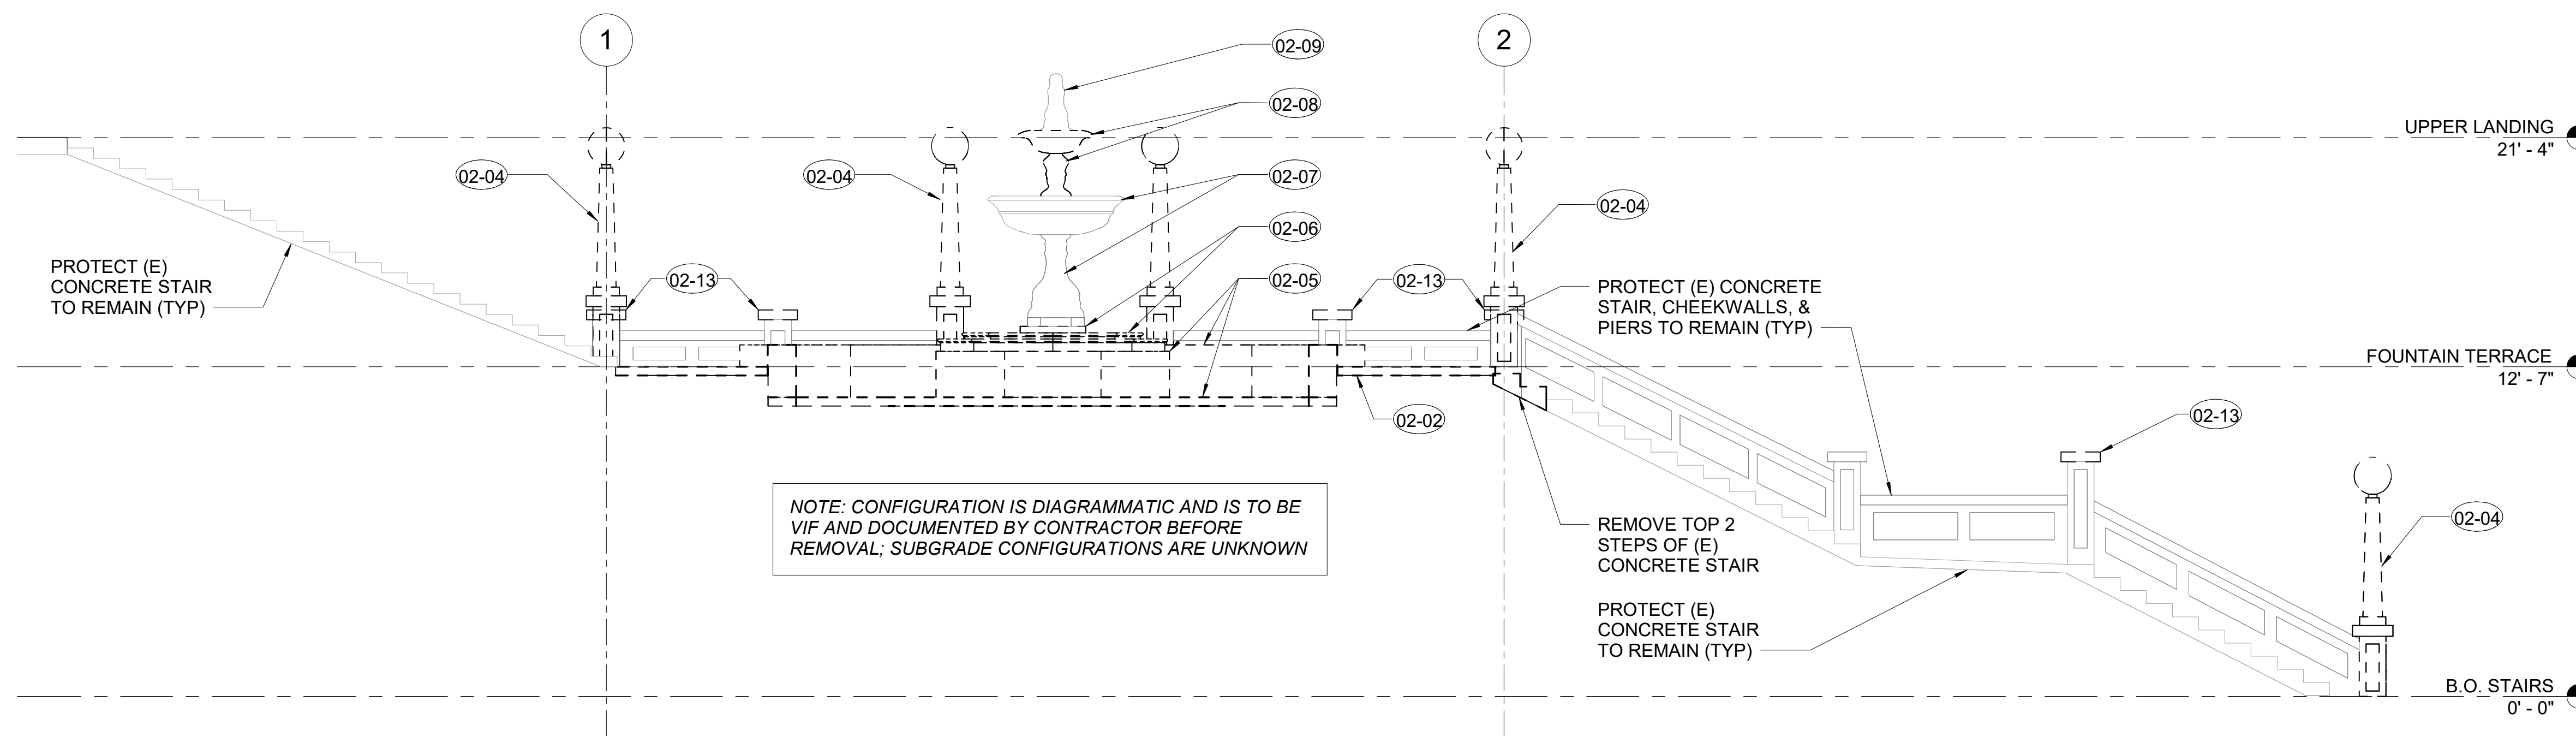 1
2
02-09
02-08
UPPER LANDING
21' - 4"
02-04
02-04
02-07
02-04
02-06
PROTECT (E)
CONCRETE STAIR
TO REMAIN (TYP)
02-13
02-05
02-13
PROTECT (E) CONCRETE
STAIR, CHEEKWALLS, &
PIERS TO REMAIN (TYP)
FOUNTAIN TERRACE
12' - 7"
02-02
02-13
NOTE: CONFIGURATION IS DIAGRAMMATIC AND IS TO BE
VIF AND DOCUMENTED BY CONTRACTOR BEFORE
REMOVAL; SUBGRADE CONFIGURATIONS ARE UNKNOWN
REMOVE TOP 2
STEPS OF (E)
CONCRETE STAIR
02-04
PROTECT (E)
CONCRETE STAIR
TO REMAIN (TYP)
B.O. STAIRS
0' - 0"